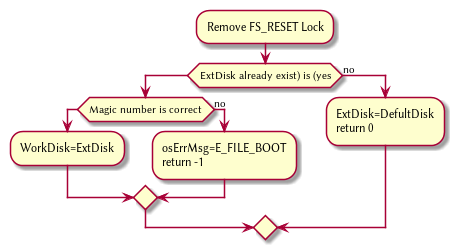 Remove FS_RESET Lock
ExtDisk already exist) is (yes
no
Magic number is correct
no
ExtDisk=DefultDisk
return 0
WorkDisk=ExtDisk
osErrMsg=E_FILE_BOOT
return -1